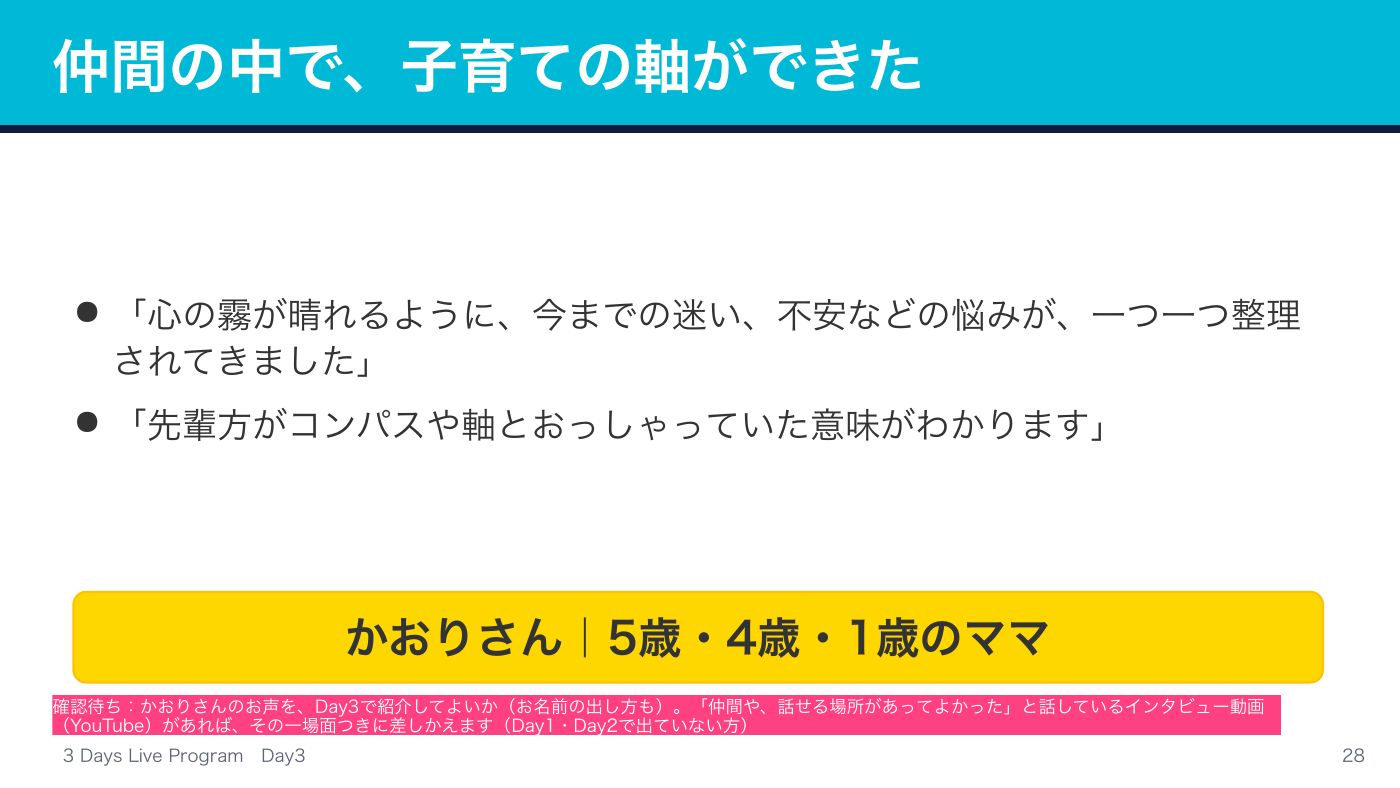 仲間の中で、子育ての軸ができた
● 「心の霧が晴れるように、今までの迷い、不安などの悩みが、一つ一つ整理
されてきました」
● 「先輩方がコンパスや軸とおっしゃっていた意味がわかります」
かおりさん｜5歳・4歳・1歳のママ
確認待ち：かおりさんのお声を、Day3で紹介してよいか（お名前の出し方も）。「仲間や、話せる場所があってよかった」と話しているインタビュー動画
（YouTube）があれば、その一場面つきに差しかえます（Day1・Day2で出ていない方）
3 Days Live Program　Day3
28